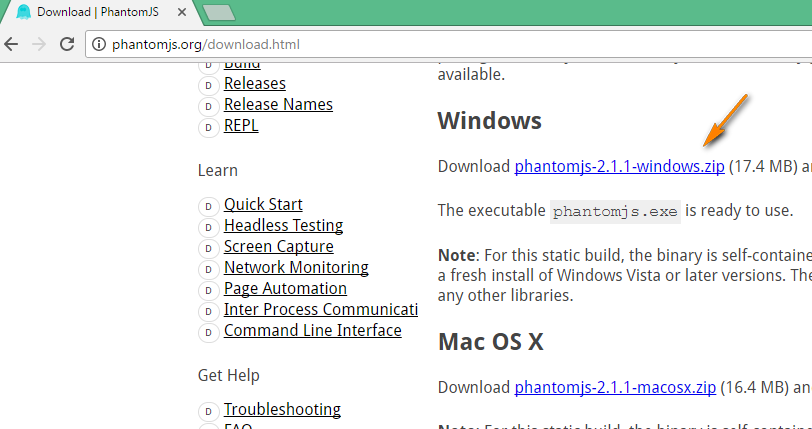 Download | PhantomJS
phantomjs.org/download.html
Build
D Releases
D Release Names
D REPL
Learn
D Quick Start
D Headless Testing
D Screen Capture
D Network Monitoring
D Page Automation
D Inter Process Communicati
D Command Line Interface
Get Help
D Troubleshooting
FAQ
available.
Windows
Download phantomjs-2.1.1-windows.zip (17.4 MB) an
The executable phantomjs.exe is ready to use.
Note: For this static build, the binary is self-containe
a fresh install of Windows Vista or later versions. The
any other libraries.
Mac OS X
Download phantomjs-2.1.1-macosx.zip (16.4 MB) an
Note: For this static build, the binary is self-containe